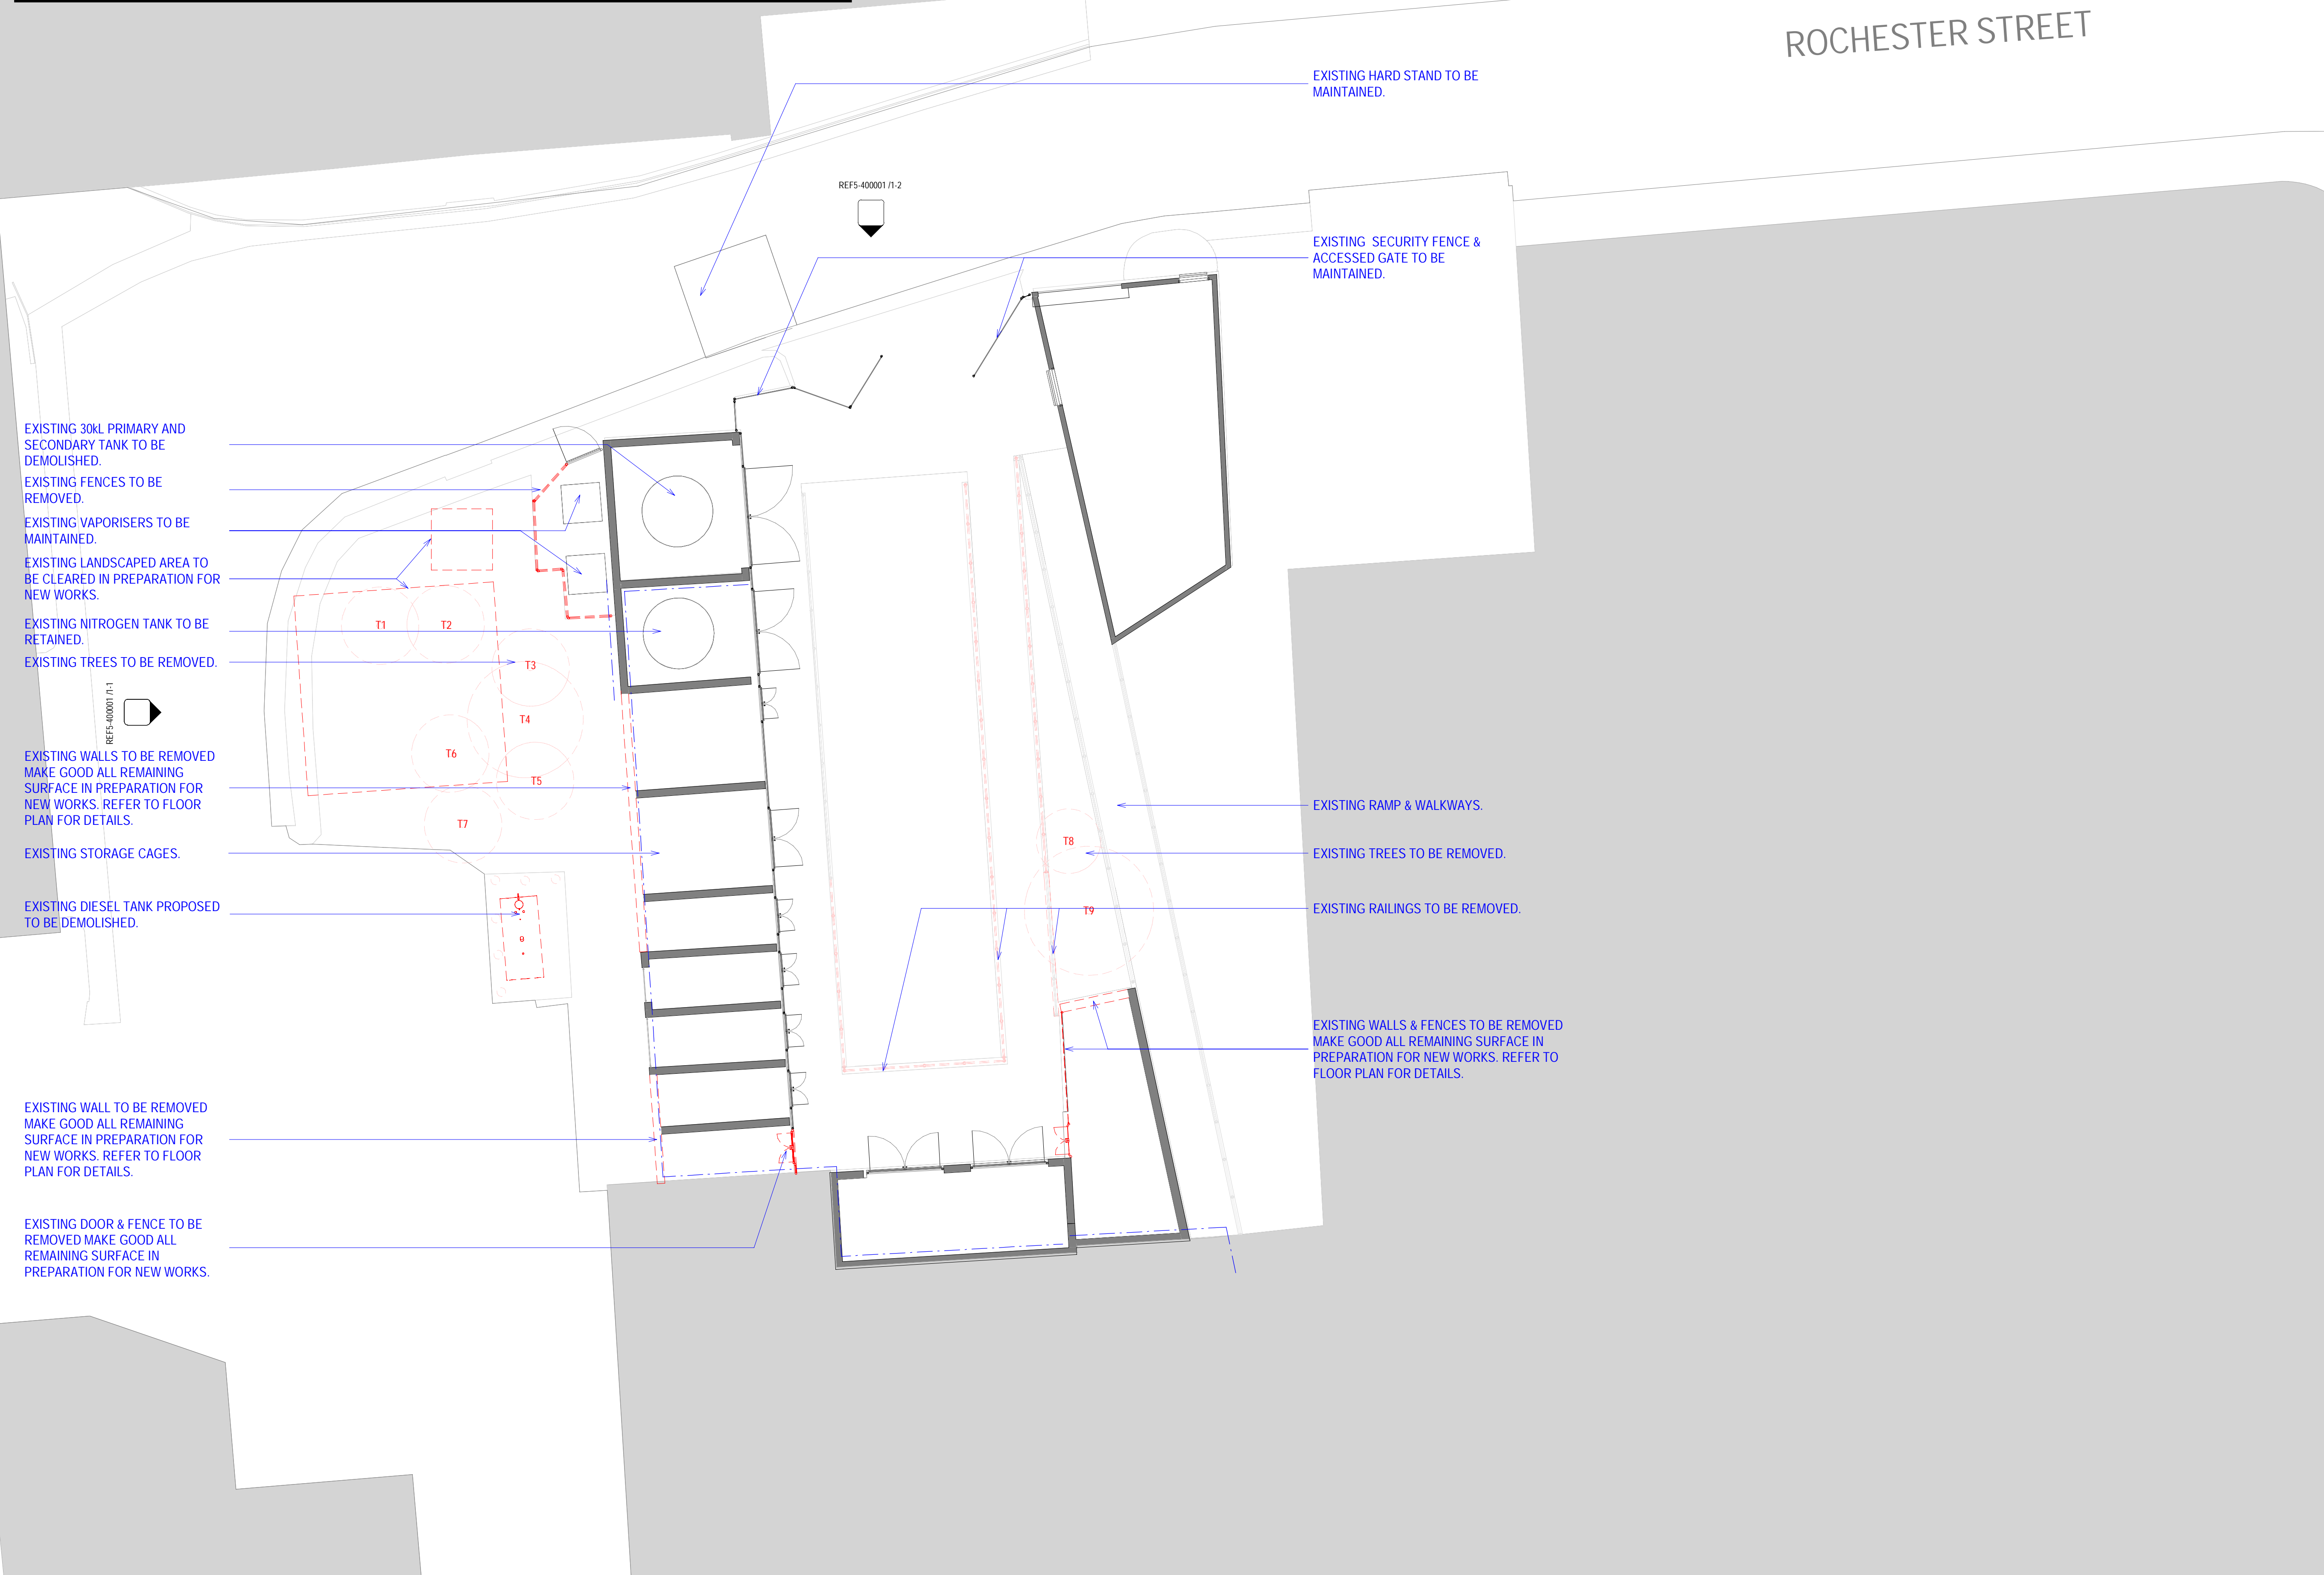 ROCHESTER STREET
EXISTING HARD STAND TO BE
MAINTAINED.
REF5-400001 /1-2
EXISTING  SECURITY FENCE &
ACCESSED GATE TO BE
MAINTAINED.
EXISTING 30kL PRIMARY AND
SECONDARY TANK TO BE
DEMOLISHED.
EXISTING FENCES TO BE
REMOVED.
EXISTING VAPORISERS TO BE
MAINTAINED.
EXISTING LANDSCAPED AREA TO
BE CLEARED IN PREPARATION FOR
NEW WORKS.
EXISTING NITROGEN TANK TO BE
RETAINED.
EXISTING TREES TO BE REMOVED.
REF5-400001 /1-1
EXISTING WALLS TO BE REMOVED
MAKE GOOD ALL REMAINING
SURFACE IN PREPARATION FOR
NEW WORKS. REFER TO FLOOR
PLAN FOR DETAILS.
EXISTING STORAGE CAGES.
EXISTING DIESEL TANK PROPOSED
TO BE DEMOLISHED.
EXISTING WALL TO BE REMOVED
MAKE GOOD ALL REMAINING
SURFACE IN PREPARATION FOR
NEW WORKS. REFER TO FLOOR
PLAN FOR DETAILS.
EXISTING DOOR & FENCE TO BE
REMOVED MAKE GOOD ALL
REMAINING SURFACE IN
PREPARATION FOR NEW WORKS.
T1
T2
T3
T4
T6
T5
T7
T8
T9
EXISTING RAMP & WALKWAYS.
EXISTING TREES TO BE REMOVED.
EXISTING RAILINGS TO BE REMOVED.
EXISTING WALLS & FENCES TO BE REMOVED
MAKE GOOD ALL REMAINING SURFACE IN
PREPARATION FOR NEW WORKS. REFER TO
FLOOR PLAN FOR DETAILS.